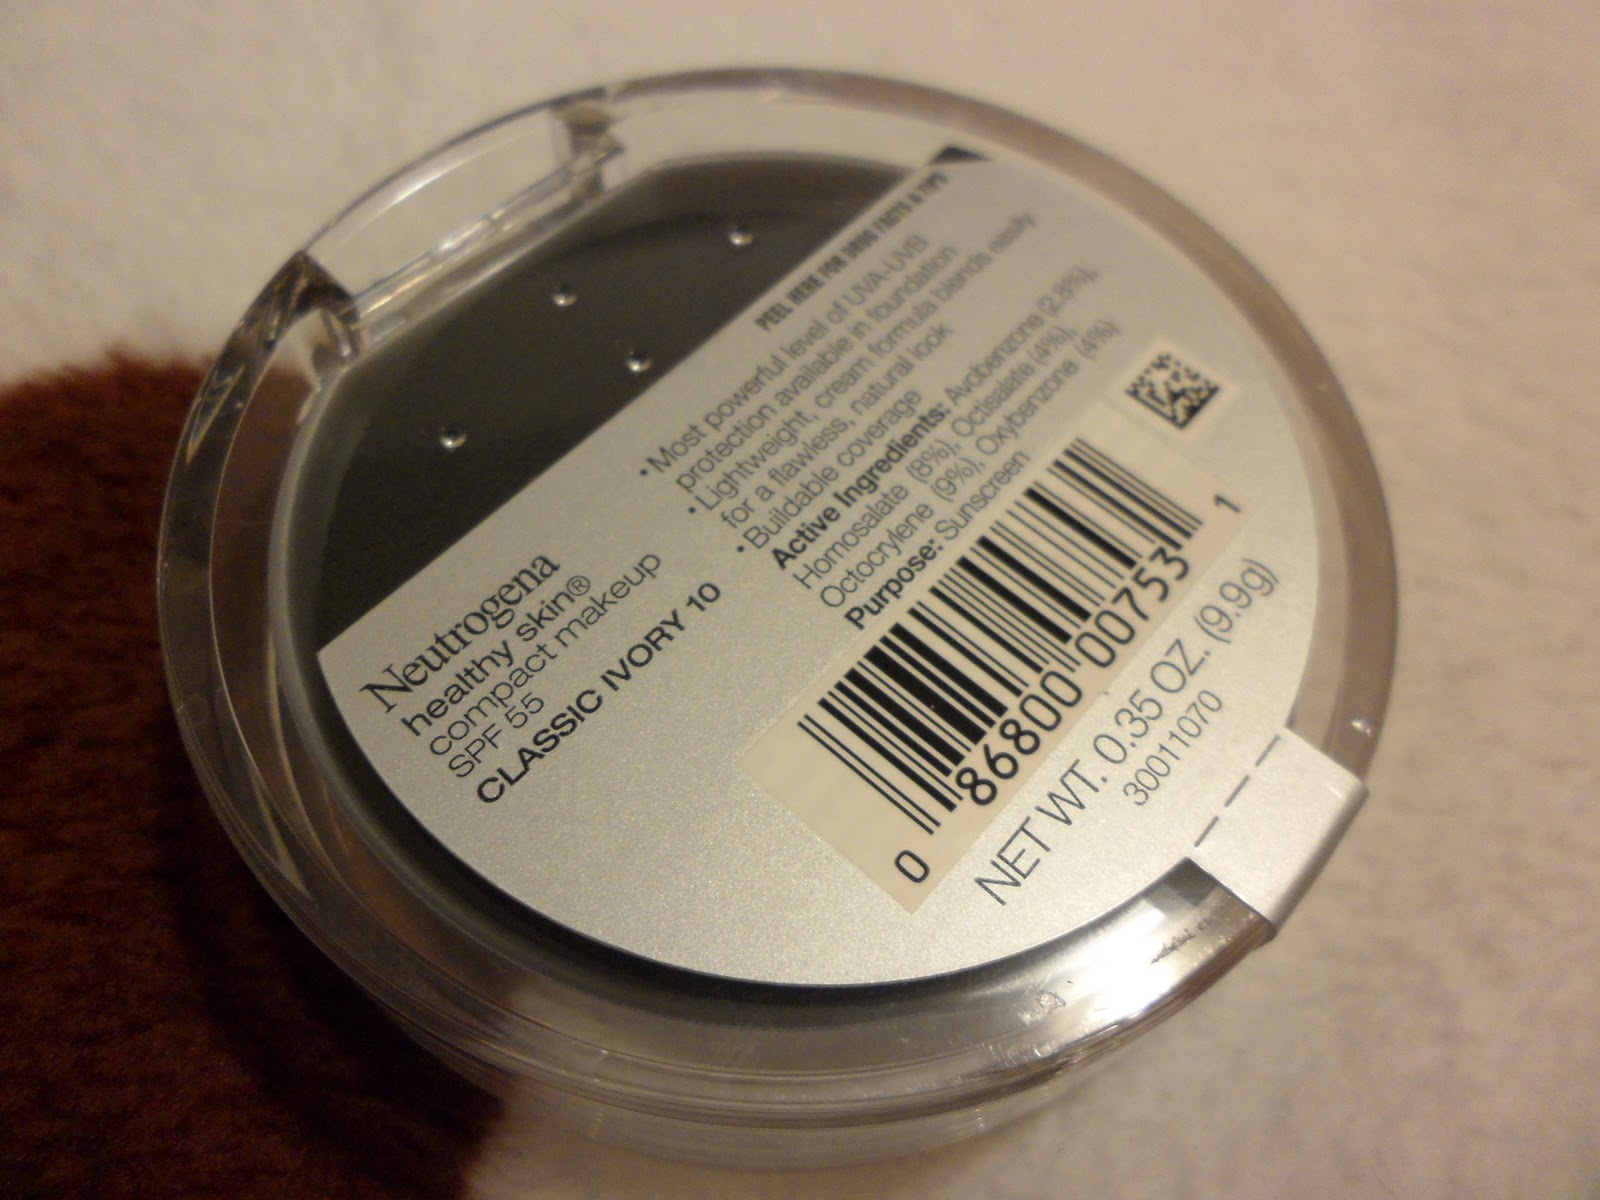 PEEL HERE FOR DRUG FACTS & TIPS
Neutrogena
healthy skin®
compact makeup
SPF 55
CLASSIC IVORY 10
• Most powerful level of UVA-UVB
protection available in foundation
• Lightweight, cream formula blends easily
for a flawless, natural look
• Buildable coverage
Active Ingredients: Avobenzone (2.8%),
Homosalate (8%), Octisalate (4%),
Octocrylene (9%), Oxybenzone (4%)
Purpose: Sunscreen
0 86800 00753 1
NET WT. 0.35 OZ. (9.9g)
30011070